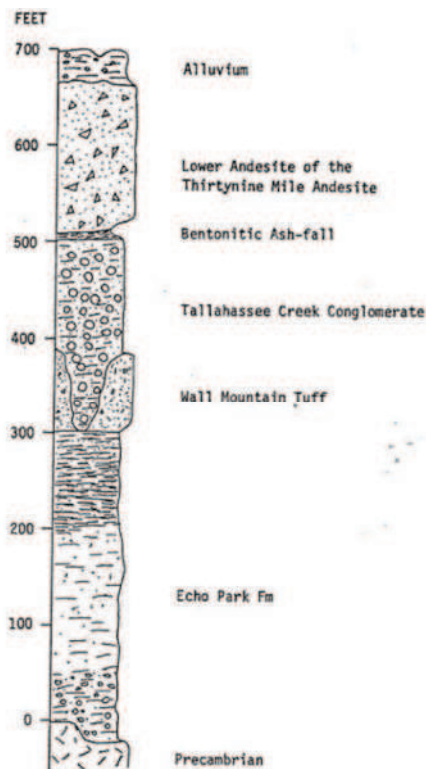 FEET
700
Alluvium
600
Lower Andesite of the
Thirtynine Mile Andesite
500
Bentonitic Ash-fall
Tallahassee Creek Conglomerate
400
Wall Mountain Tuff
300
200
Echo Park Fm
100
0
Precambrian